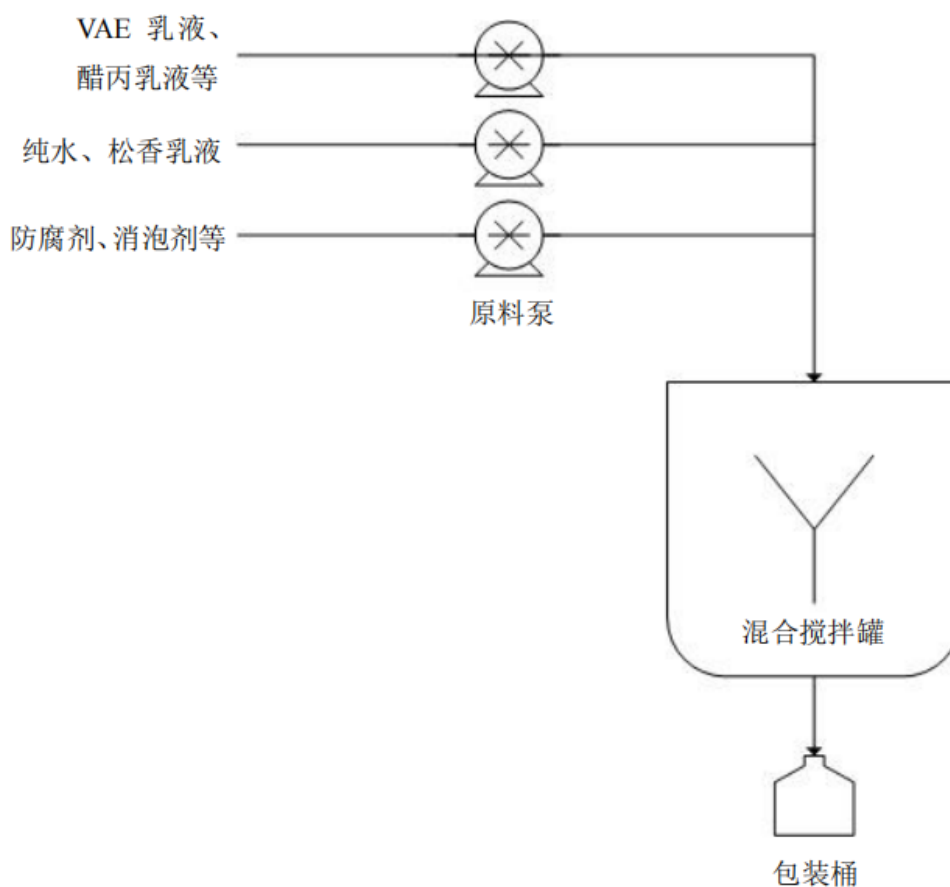 VAE 乳液、
醋丙乳液等
纯水、松香乳液
防腐剂、消泡剂等
原料泵
混合搅拌罐
包装桶